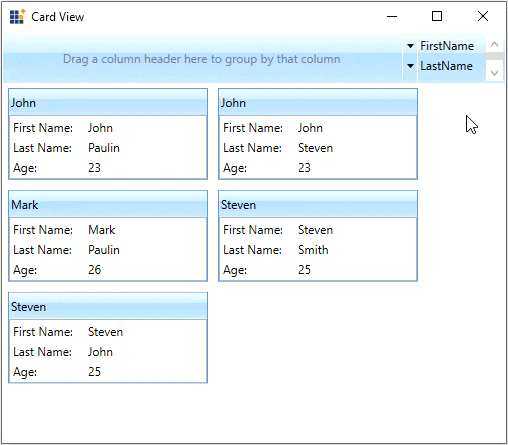 Card View
Drag a column header here to group by that column
FirstName
LastName
John
First Name: John
Last Name: Paulin
Age: 23
John
First Name: John
Last Name: Steven
Age: 23
Mark
First Name: Mark
Last Name: Paulin
Age: 26
Steven
First Name: Steven
Last Name: Smith
Age: 25
Steven
First Name: Steven
Last Name: John
Age: 25